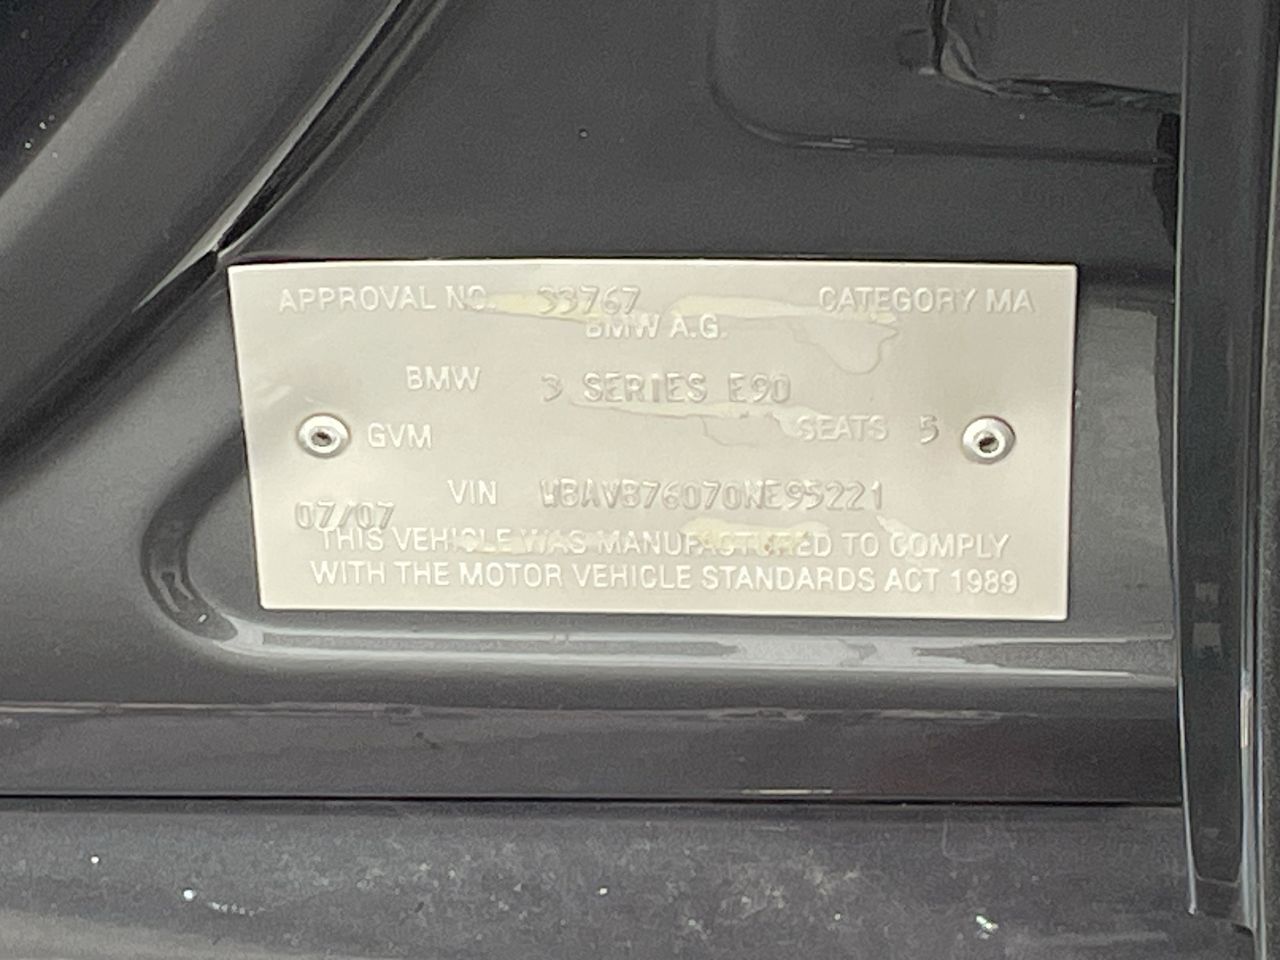 APPROVAL NO. 33767 CATEGORY MA
BMW A.G.
BMW 3 SERIES E90
GVM SEATS 5
VIN WBAVB76070NE95221
07/07
THIS VEHICLE WAS MANUFACTURED TO COMPLY
WITH THE MOTOR VEHICLE STANDARDS ACT 1989